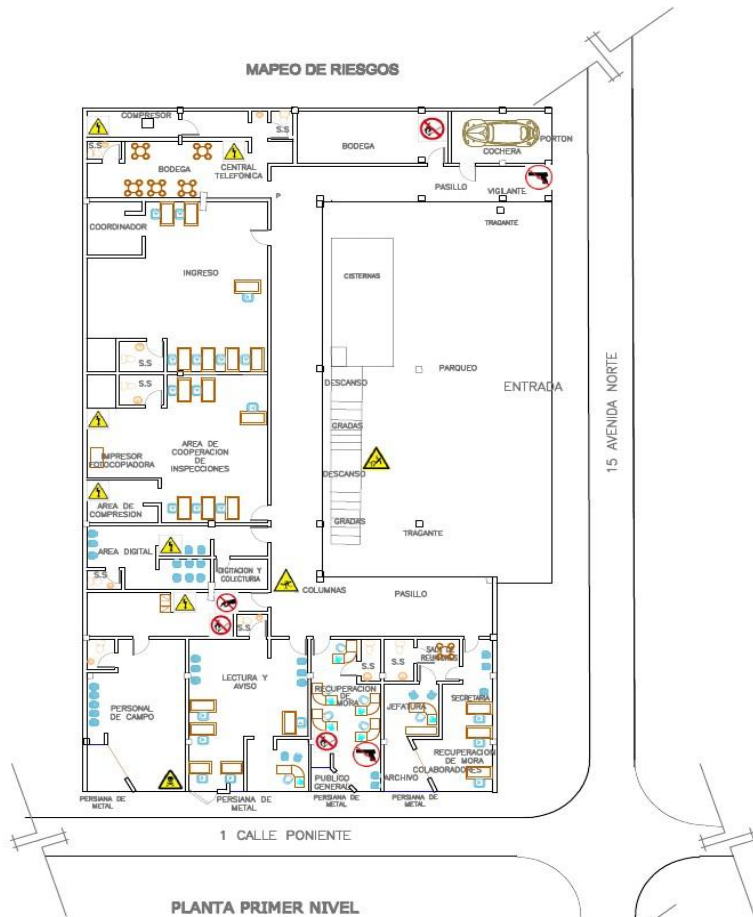 MAPEO DE RIESGOS
COMPRESOR
S.S
S.S
BODEGA
CENTRAL
TELEFONICA
BODEGA
COCHERA
PORTON
PASILLO
VIGILANTE
P
TRAGANTE
COORDINADOR
INGRESO
CISTERNAS
S.S
S.S
PARQUEO
ENTRADA
15 AVENIDA NORTE
DESCANSO
GRADAS
DESCANSO
GRADAS
TRAGANTE
IMPRESOR
FOTOCOPIADORA
AREA DE
COOPERACION
DE
INSPECCIONES
AREA DE
COMPRESION
AREA DIGITAL
S.S
DIGITACION Y
COLECTURIA
COLUMNAS
PASILLO
S.S
PERSONAL
DE CAMPO
LECTURA Y
AVISO
RECUPERACION
DE
MORA
S.S
S.S
SALA DE
REUNIONES
JEFATURA
SECRETARIA
RECUPERACION
DE MORA
COLABORADORES
PUBLICO
GENERAL
ARCHIVO
PERSIANA DE
METAL
PERSIANA DE
METAL
PERSIANA DE
METAL
PERSIANA DE
METAL
1 CALLE PONIENTE
PLANTA PRIMER NIVEL